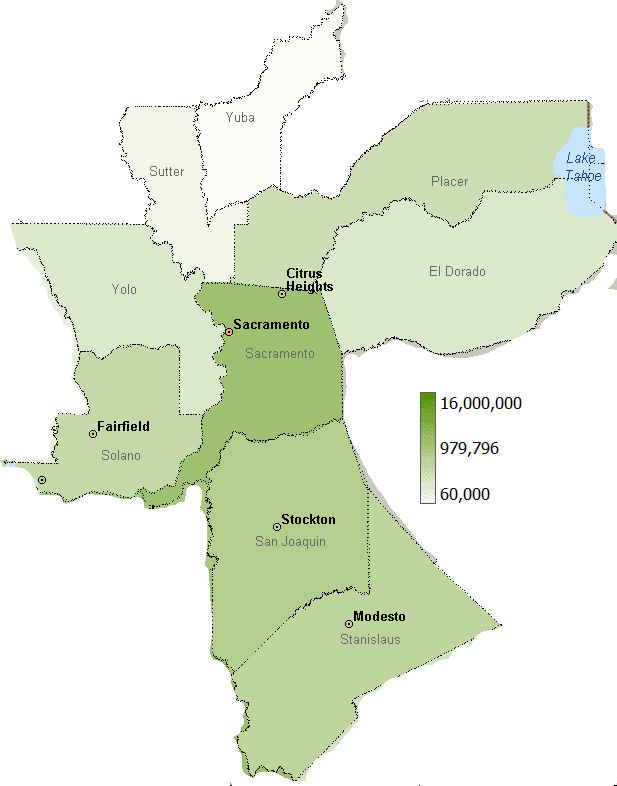 Yuba
Sutter
Lake
Tahoe
Placer
El Dorado
Citrus
Heights
Yolo
Sacramento
Sacramento
16,000,000
Fairfield
979,796
Solano
60,000
Stockton
San Joaquin
Modesto
Stanislaus